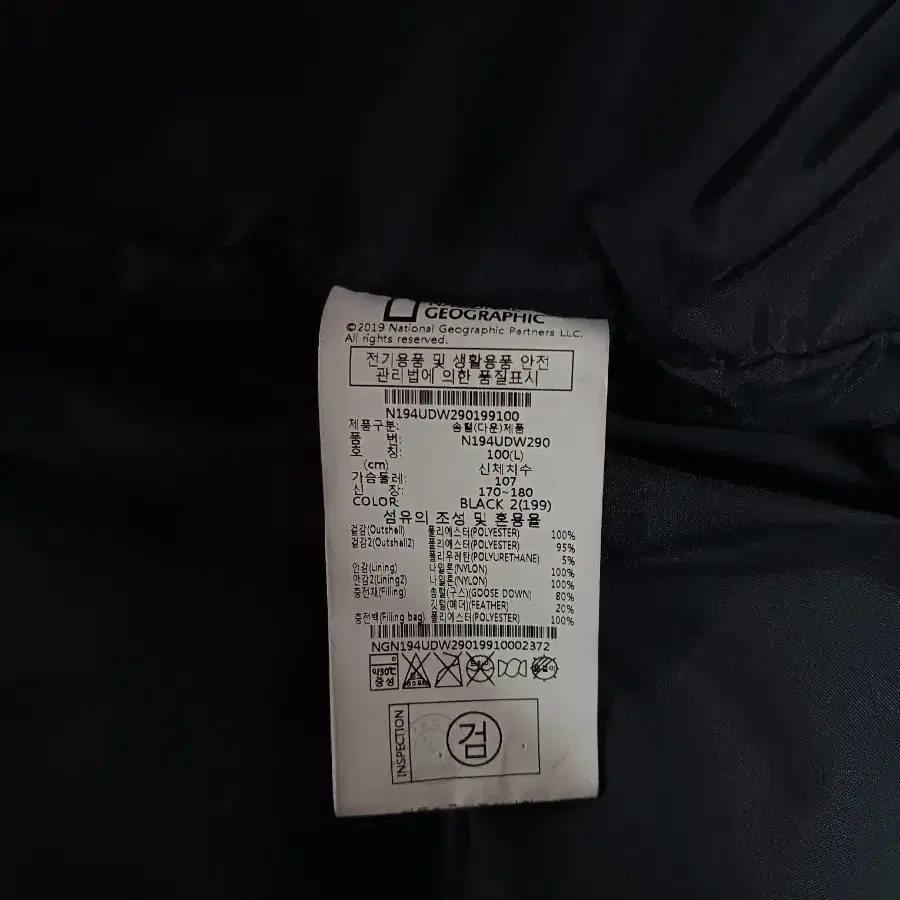 GEOGRAPHIC
©2019 National Geographic Partners LLC.
All rights reserved.
전기용품 및 생활용품 안전
관리법에 의한 품질표시
N194UDW290199100
제품구분: 솜털(다운)제품
품 번: N194UDW290
호 칭: 100(L)
(cm) 신체치수
가슴둘레: 107
신 장: 170~180
COLOR: BLACK 2(199)
섬유의 조성 및 혼용율
겉감(Outshell) 폴리에스터(POLYESTER) 100%
겉감2(Outshell2) 폴리에스터(POLYESTER) 95%
폴리우레탄(POLYURETHANE) 5%
안감(Lining) 나일론(NYLON) 100%
안감2(Lining2) 나일론(NYLON) 100%
충전재(Filling) 솜털(구스)(GOOSE DOWN) 80%
깃털(페더)(FEATHER) 20%
충전백(Filling bag) 폴리에스터(POLYESTER) 100%
NGN194UDW29019910002372
약30℃
중성
INSPECTION
검